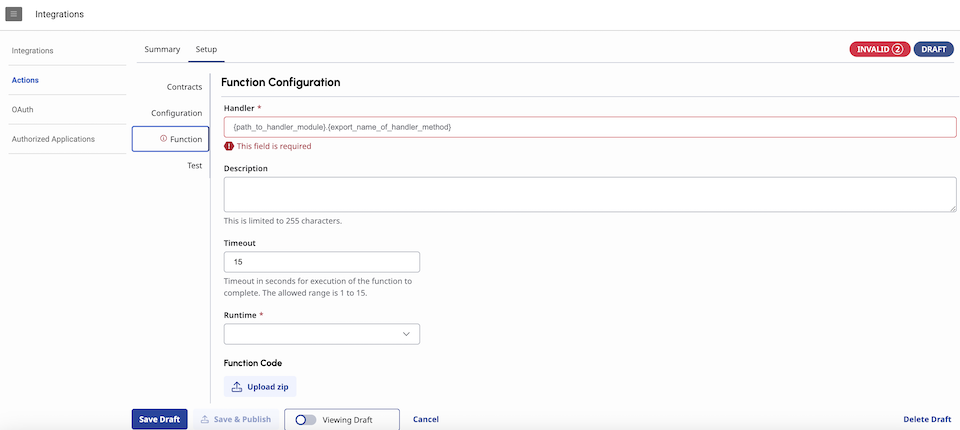 Integrations
Integrations
Actions
OAuth
Authorized Applications
Summary
Setup
INVALID 2
DRAFT
Contracts
Configuration
Function
Test
Function Configuration
Handler *
{path_to_handler_module}.{export_name_of_handler_method}
This field is required
Description
This is limited to 255 characters.
Timeout
15
Timeout in seconds for execution of the function to
complete. The allowed range is 1 to 15.
Runtime *
Function Code
Upload zip
Save Draft
Save & Publish
Viewing Draft
Cancel
Delete Draft